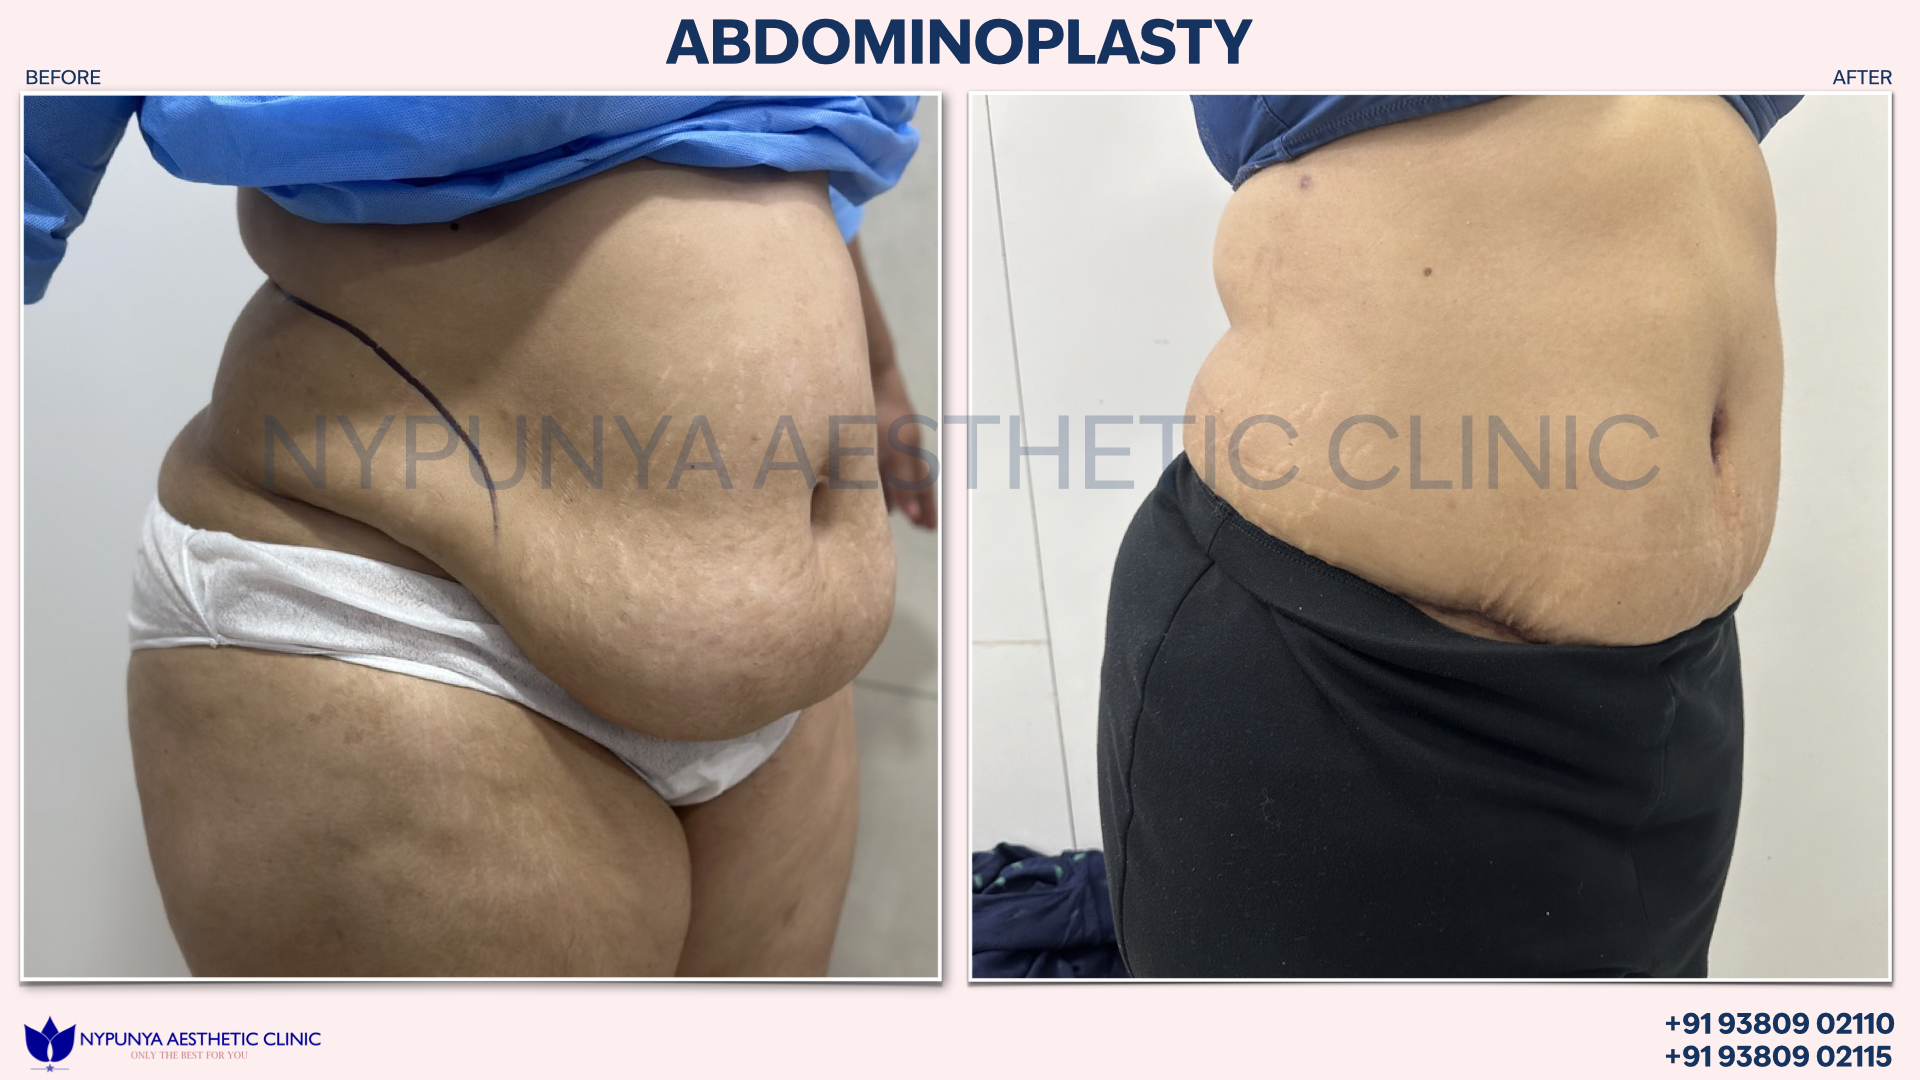 ABDOMINOPLASTY
BEFORE
AFTER
NYPUNYA AESTHETIC CLINIC
NYPUNYA AESTHETIC CLINIC
ONLY THE BEST FOR YOU
+91 93809 02110
+91 93809 02115